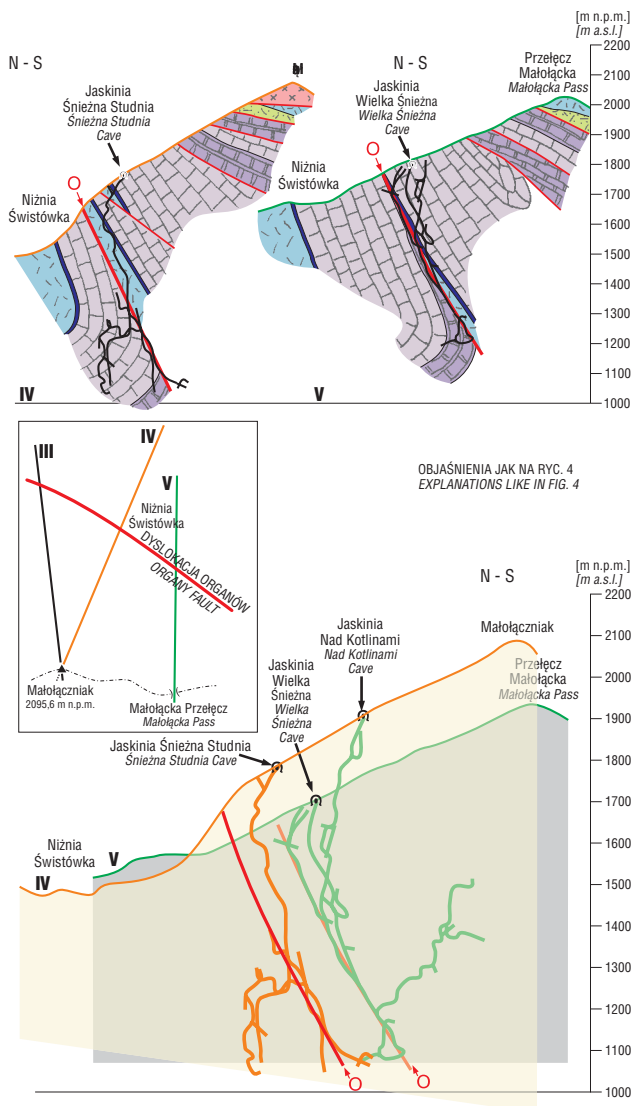 [m n.p.m.]
[m a.s.l.]
2200
2100
2000
1900
1800
1700
1600
1500
1400
1300
1200
1100
1000
N - S
Jaskinia
Śnieżna Studnia
Śnieżna Studnia
Cave
O
Niżnia
Świstówka
IV
N - S
Jaskinia
Wielka Śnieżna
Wielka Śnieżna
Cave
Przełęcz
Małołącka
Małołącka Pass
O
Niżnia
Świstówka
V
III
IV
V
Niżnia
Świstówka
DYSLOKACJA ORGANÓW
ORGANY FAULT
Małołączniak
2095,6 m n.p.m.
Małołącka Przełęcz
Małołącka Pass
OBJAŚNIENIA JAK NA RYC. 4
EXPLANATIONS LIKE IN FIG. 4
N - S
[m n.p.m.]
[m a.s.l.]
2200
2100
2000
1900
1800
1700
1600
1500
1400
1300
1200
1100
1000
Jaskinia
Nad Kotlinami
Nad Kotlinami
Cave
Małołączniak
Jaskinia
Wielka
Śnieżna
Wielka
Śnieżna
Cave
Przełęcz
Małołącka
Małołącka Pass
Jaskinia Śnieżna Studnia
Śnieżna Studnia Cave
Niżnia
Świstówka
IV
V
O
O